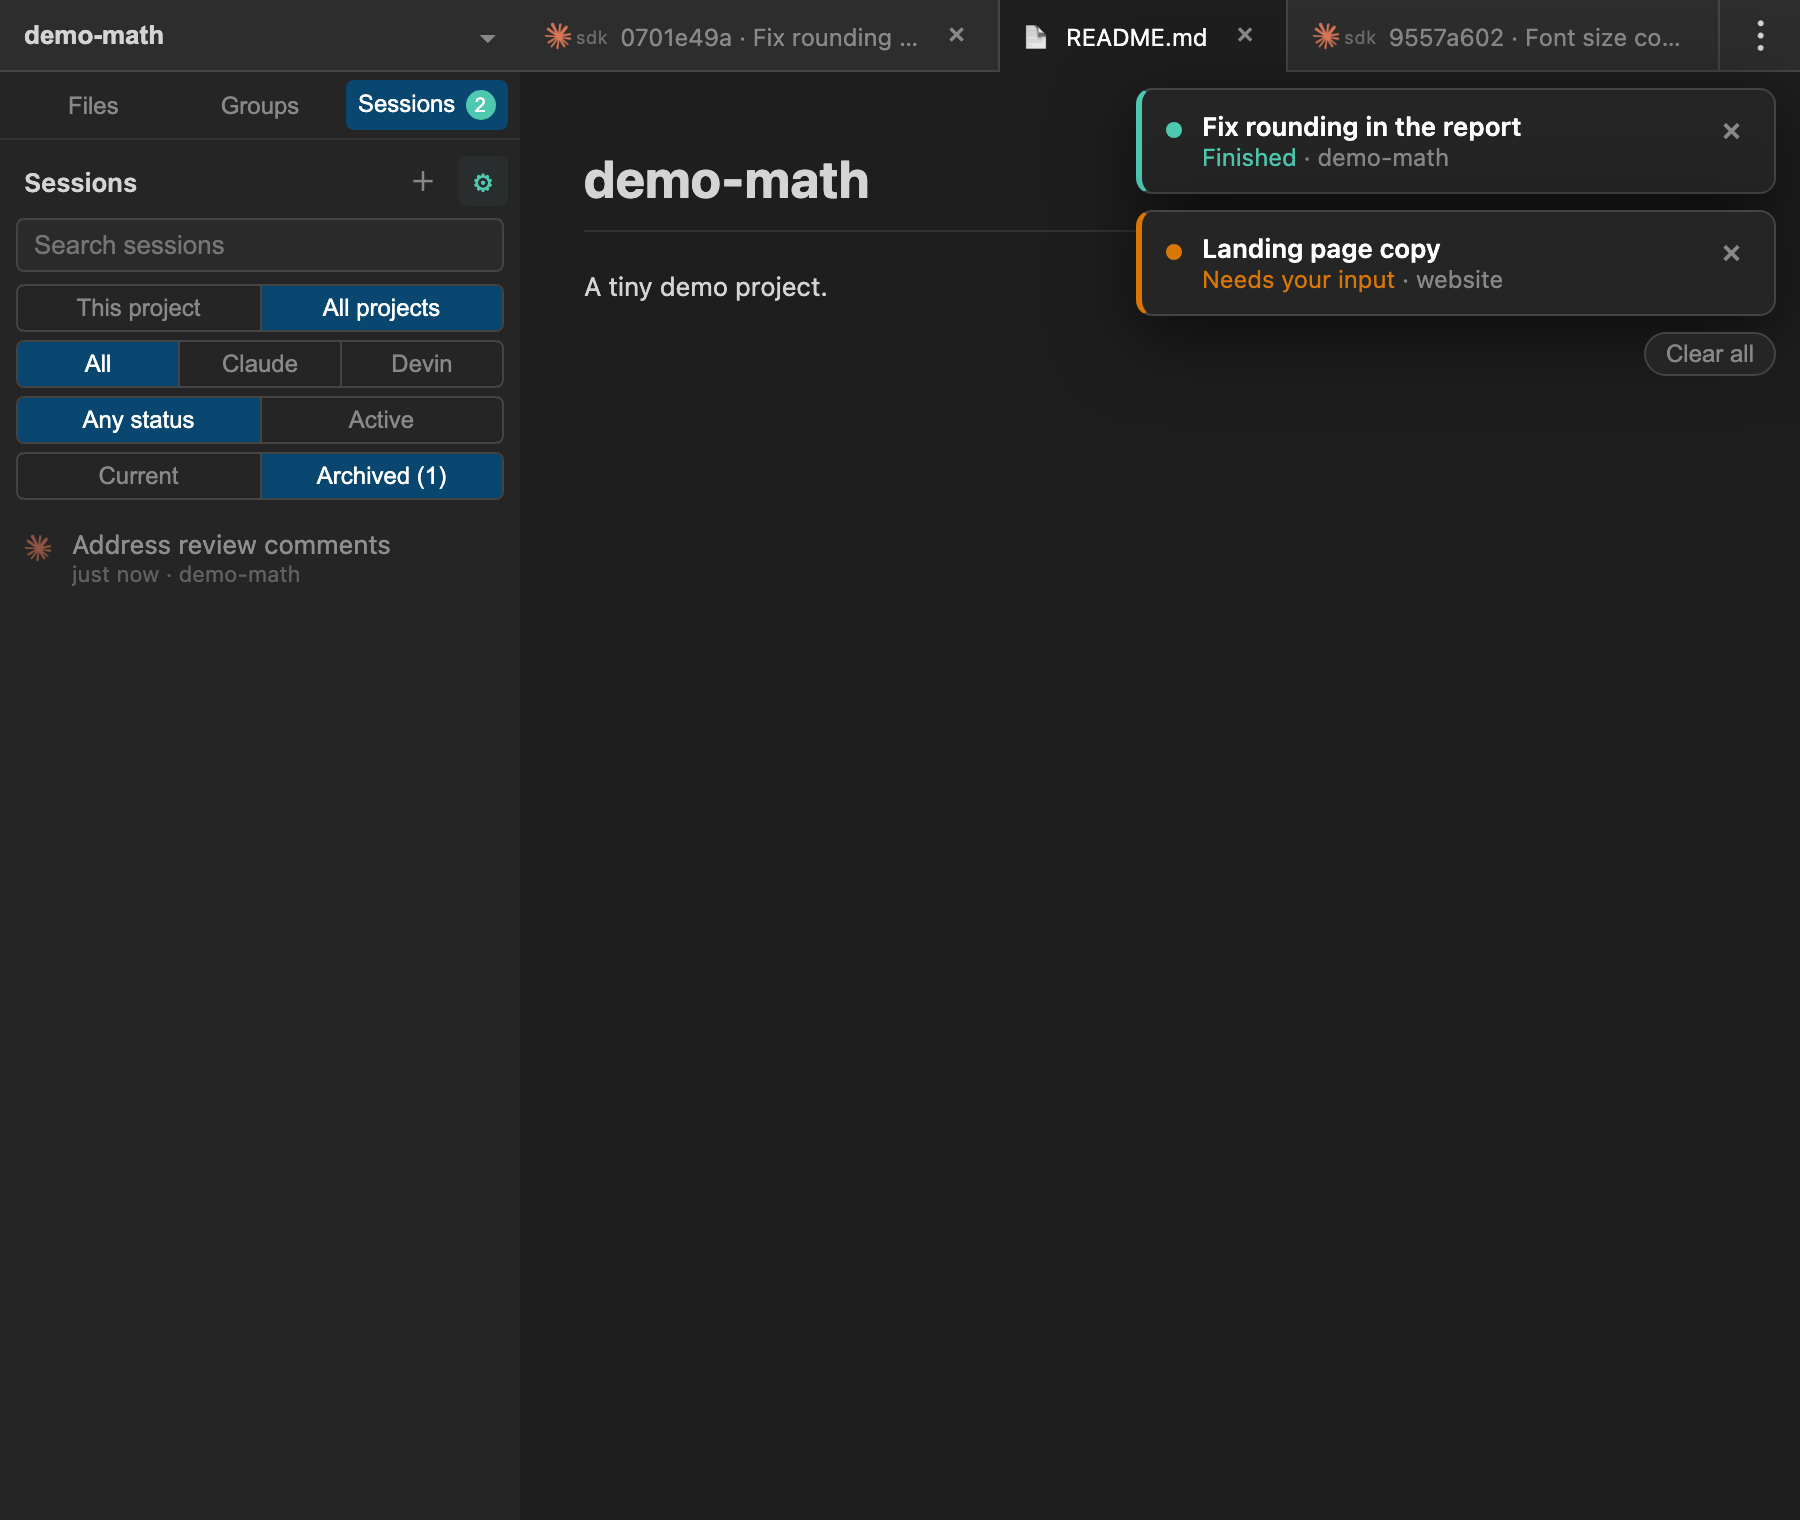 demo-math
sdk 0701e49a · Fix rounding ...
README.md
sdk 9557a602 · Font size co...
Files
Groups
Sessions 2
Sessions
Search sessions
This project
All projects
All
Claude
Devin
Any status
Active
Current
Archived (1)
Address review comments
just now · demo-math
demo-math
A tiny demo project.
Fix rounding in the report
Finished · demo-math
Landing page copy
Needs your input · website
Clear all